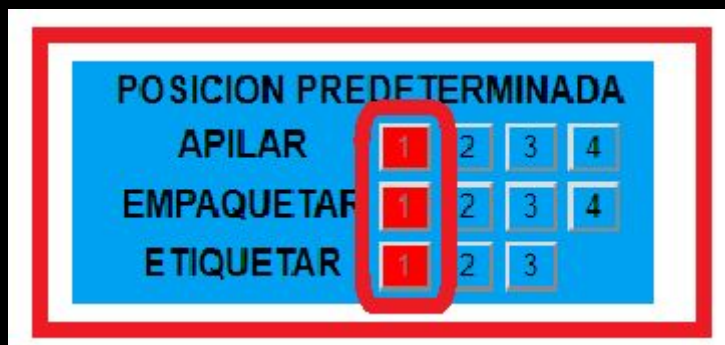 POSICION PREDETERMINADA
APILAR 1 2 3 4
EMPAQUETAR 1 2 3 4
ETIQUETAR 1 2 3